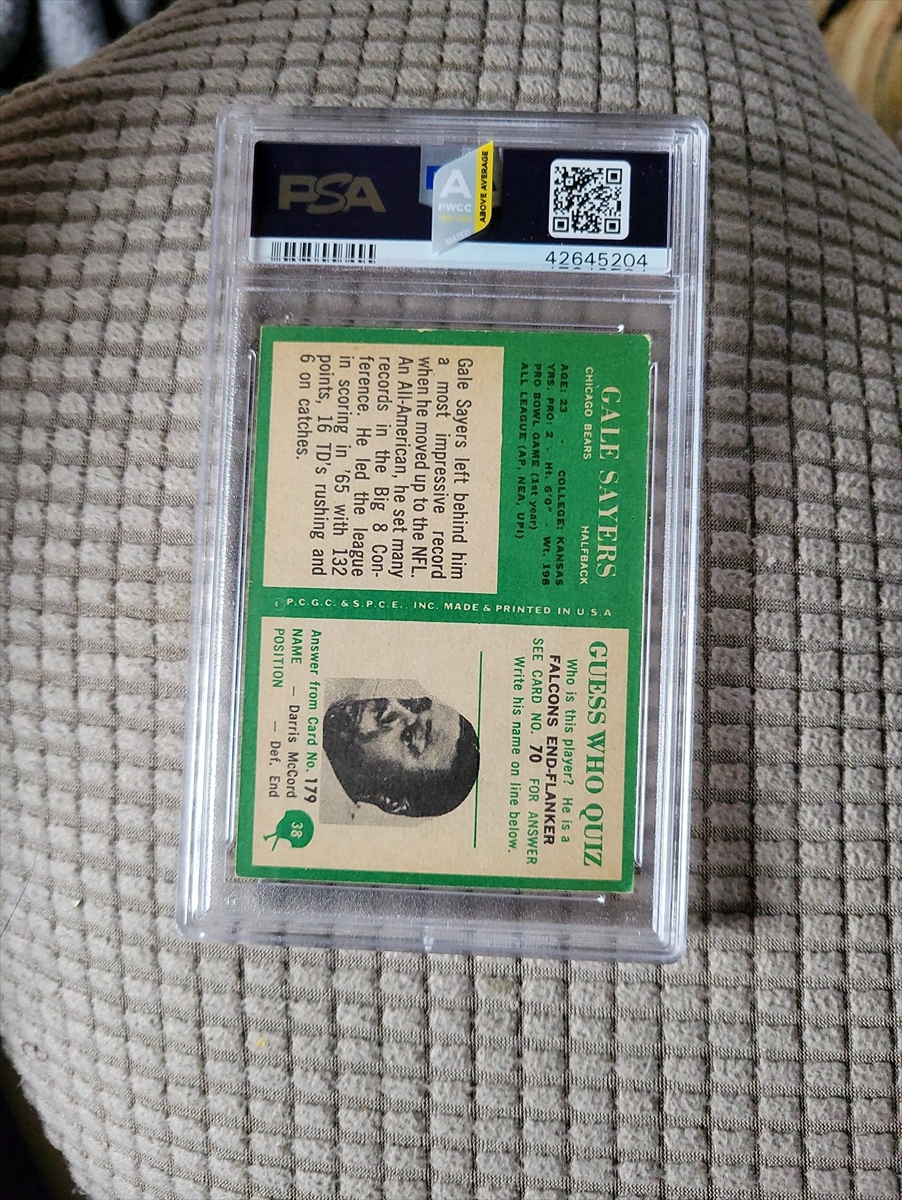 PSA
A
PWCC
ABOVE AVERAGE
42645204
GALE SAYERS
CHICAGO BEARS HALFBACK
AGE: 23 - COLLEGE: KANSAS
YRS. PRO: 2 - Ht. 6'0" - Wt. 198
PRO BOWL GAME (1st year)
ALL LEAGUE (AP, NEA, UPI)
Gale Sayers left behind him
a most impressive record
when he moved up to the NFL.
An All-American, he set many
records in the Big 8 Con-
ference. He led the league
in scoring in '65 with 132
points, 16 TD's rushing and
6 on catches.
P.C.G.C. & S.P.C.E., INC. MADE & PRINTED IN U.S.A.
GUESS WHO QUIZ
Who is this player? He is a
FALCONS END-FLANKER
SEE CARD NO. 70 FOR ANSWER
Write his name on line below.
Answer from Card No. 179
NAME — Darris McCord
POSITION — Def. End
38